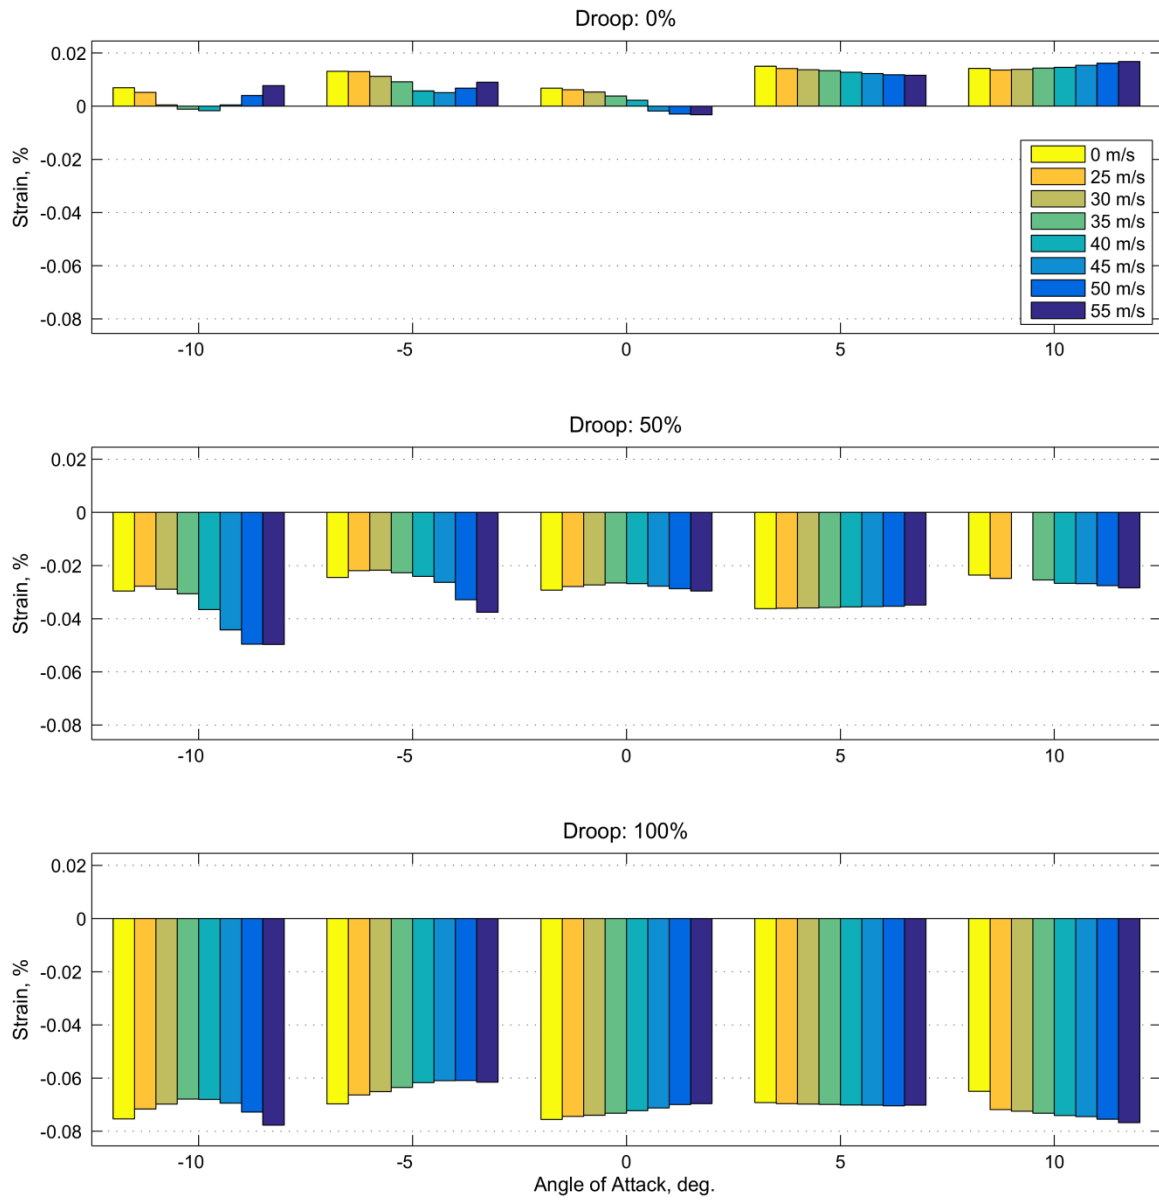 Droop: 0%
0.02
0
-0.02
-0.04
-0.06
-0.08
Strain, %
0 m/s
25 m/s
30 m/s
35 m/s
40 m/s
45 m/s
50 m/s
55 m/s
-10 -5 0 5 10
Droop: 50%
0.02
0
-0.02
-0.04
-0.06
-0.08
Strain, %
-10 -5 0 5 10
Droop: 100%
0.02
0
-0.02
-0.04
-0.06
-0.08
Strain, %
-10 -5 0 5 10
Angle of Attack, deg.